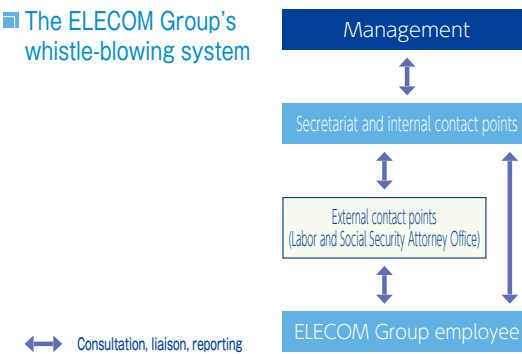 The ELECOM Group's
whistle-blowing system
Management
Secretariat and internal contact points
External contact points
(Labor and Social Security Attorney Office)
ELECOM Group employee
Consultation, liaison, reporting